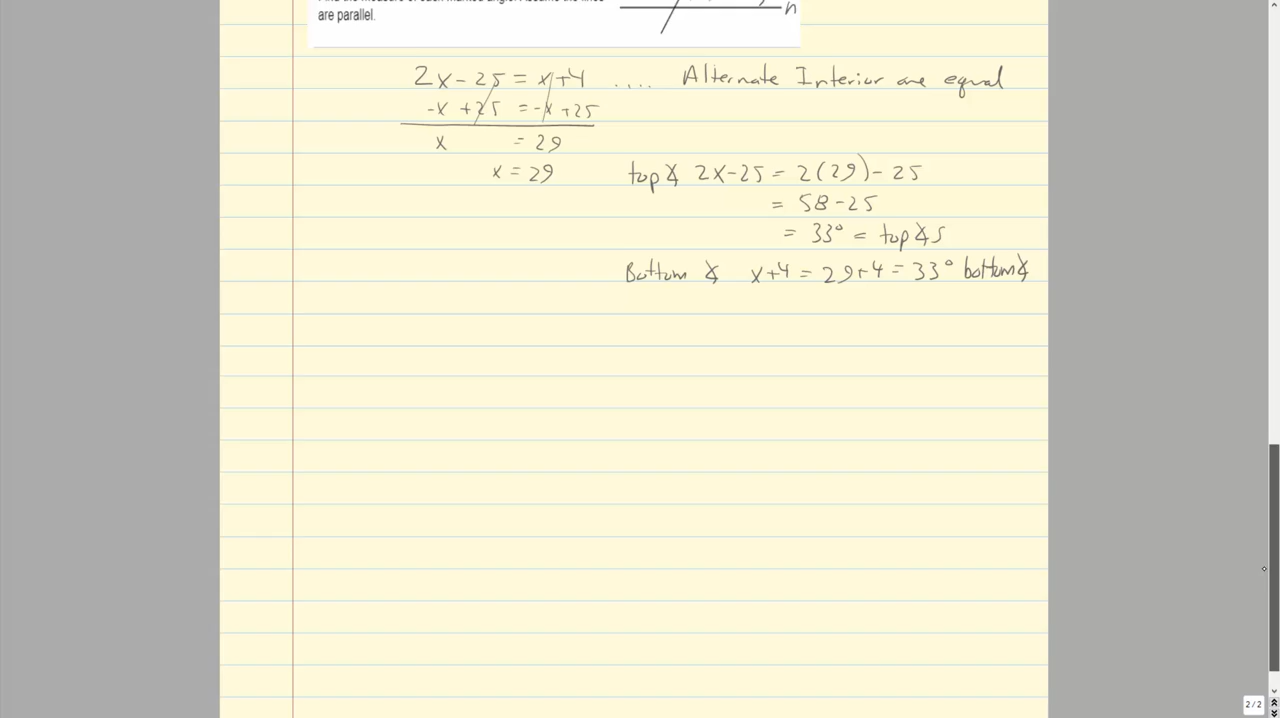 are parallel.
n
2x - 25 = x + 4 .... Alternate Interior are equal
-x + 25 = -x + 25
x = 29
x = 29 top ∡ 2x - 25 = 2(29) - 25
= 58 - 25
= 33° = top ∡s
Bottom ∡ x + 4 = 29 + 4 = 33° bottom ∡
2 / 2